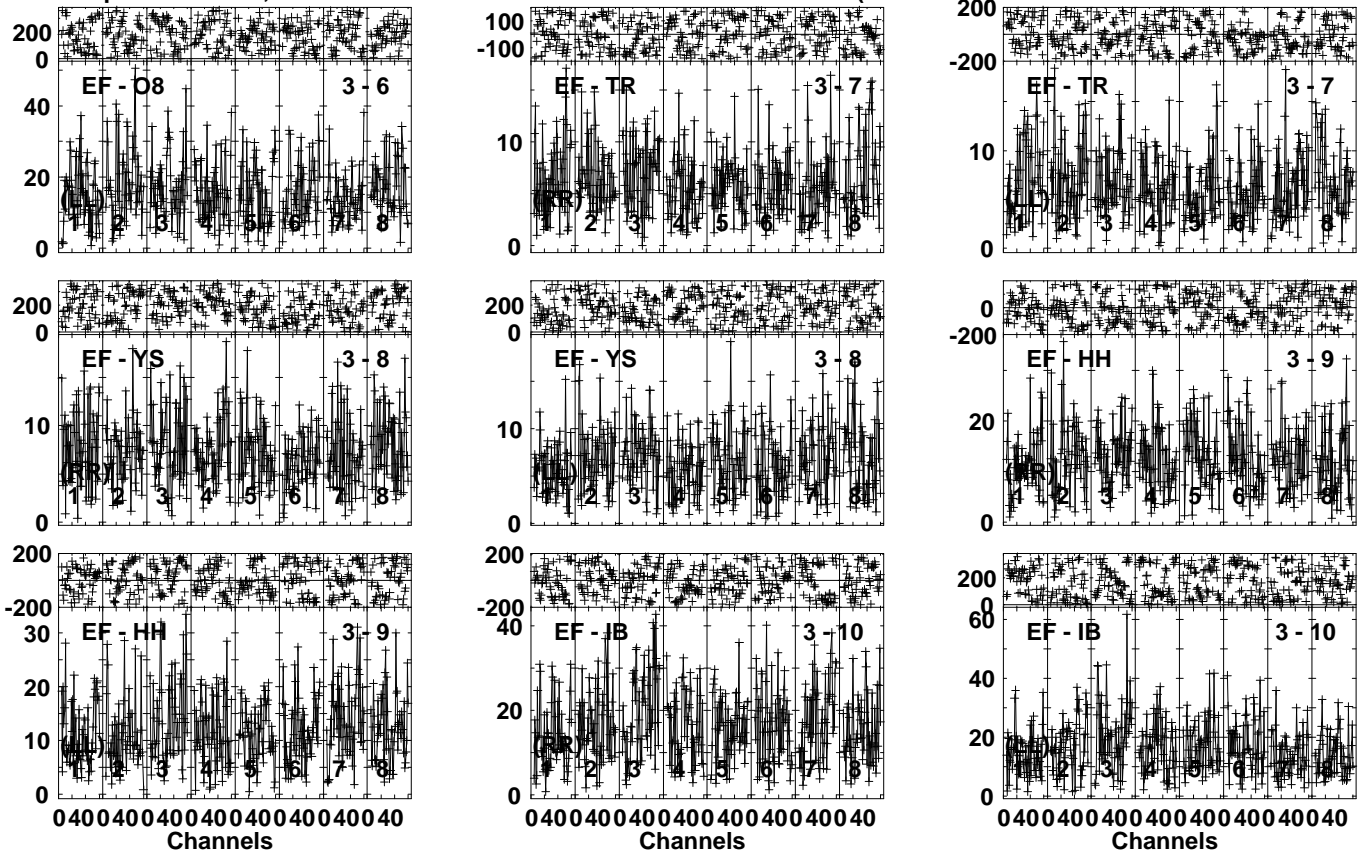 200 0
EF - O8 3 - 6
40 20 0
(LL)
1 2 3 4 5 6 7 8
100 -100
EF - TR 3 - 7
10 0
(RR)
1 2 3 4 5 6 7 8
200 -200
EF - TR 3 - 7
10 0
(LL)
1 2 3 4 5 6 7 8
200 0
EF - YS 3 - 8
10 0
(RR)
1 2 3 4 5 6 7 8
200 0
EF - YS 3 - 8
10 0
(LL)
1 2 3 4 5 6 7 8
0 -200
EF - HH 3 - 9
20 0
(RR)
1 2 3 4 5 6 7 8
200 -200
EF - HH 3 - 9
30 20 10 0
(LL)
1 2 3 4 5 6 7 8
0 40 0 40 0 40 0 40 0 40 0 40 0 40 0 40
Channels
200 -200
EF - IB 3 - 10
40 20 0
(RR)
1 2 3 4 5 6 7 8
0 40 0 40 0 40 0 40 0 40 0 40 0 40 0 40
Channels
200 0
EF - IB 3 - 10
60 40 20 0
(LL)
1 2 3 4 5 6 7 8
0 40 0 40 0 40 0 40 0 40 0 40 0 40 0 40
Channels